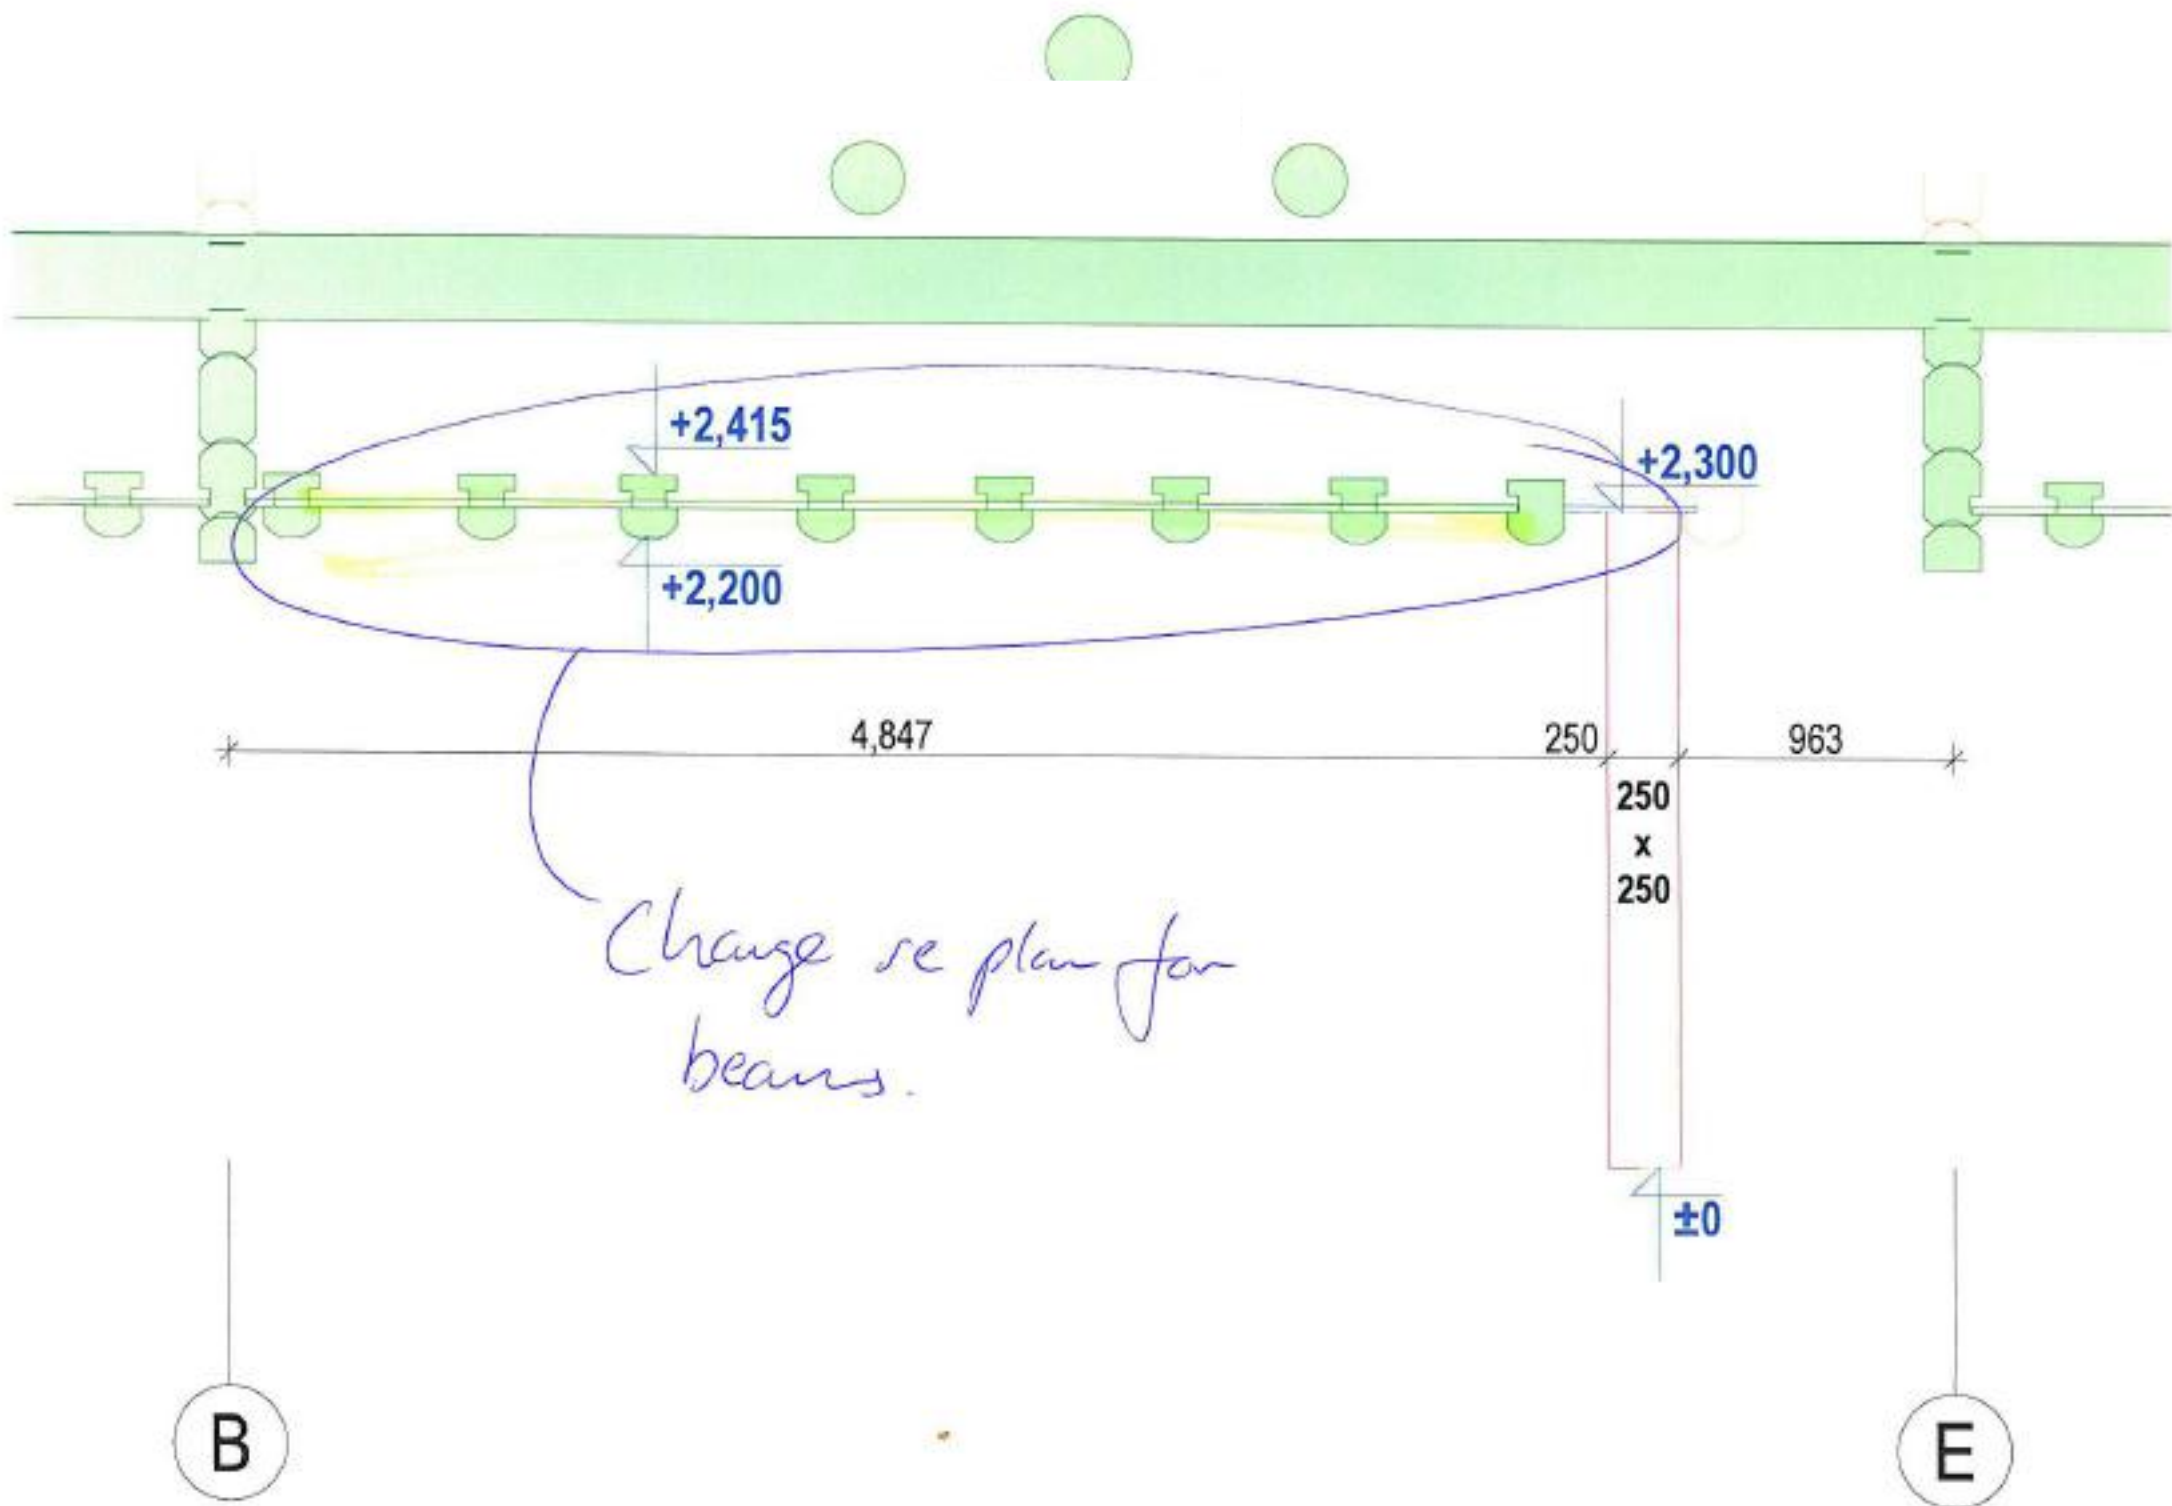 +2,415
+2,300
+2,200
4,847
250
963
250
x
250
Change se plan for
beams.
±0
B
E